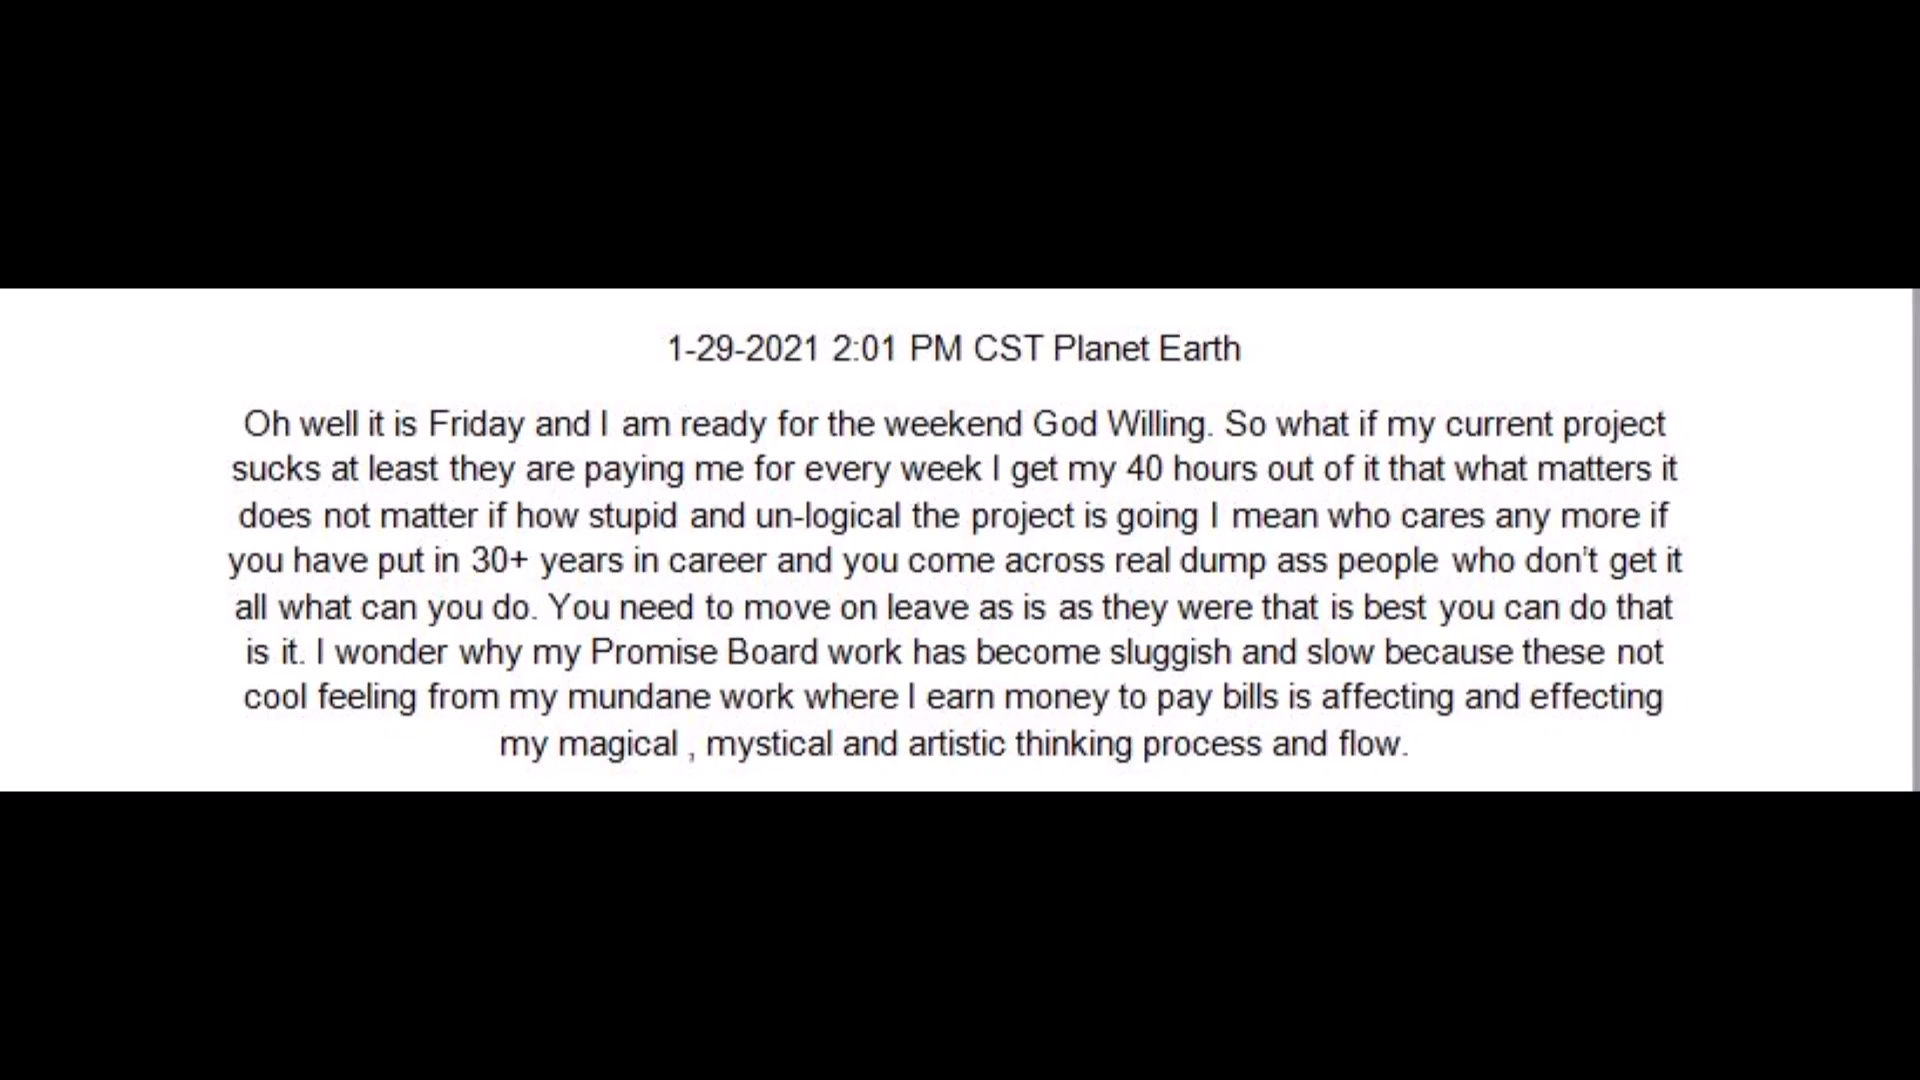 1-29-2021 2:01 PM CST Planet Earth
Oh well it is Friday and I am ready for the weekend God Willing. So what if my current project
sucks at least they are paying me for every week I get my 40 hours out of it that what matters it
does not matter if how stupid and un-logical the project is going I mean who cares any more if
you have put in 30+ years in career and you come across real dump ass people who don't get it
all what can you do. You need to move on leave as is as they were that is best you can do that
is it. I wonder why my Promise Board work has become sluggish and slow because these not
cool feeling from my mundane work where I earn money to pay bills is affecting and effecting
my magical , mystical and artistic thinking process and flow.